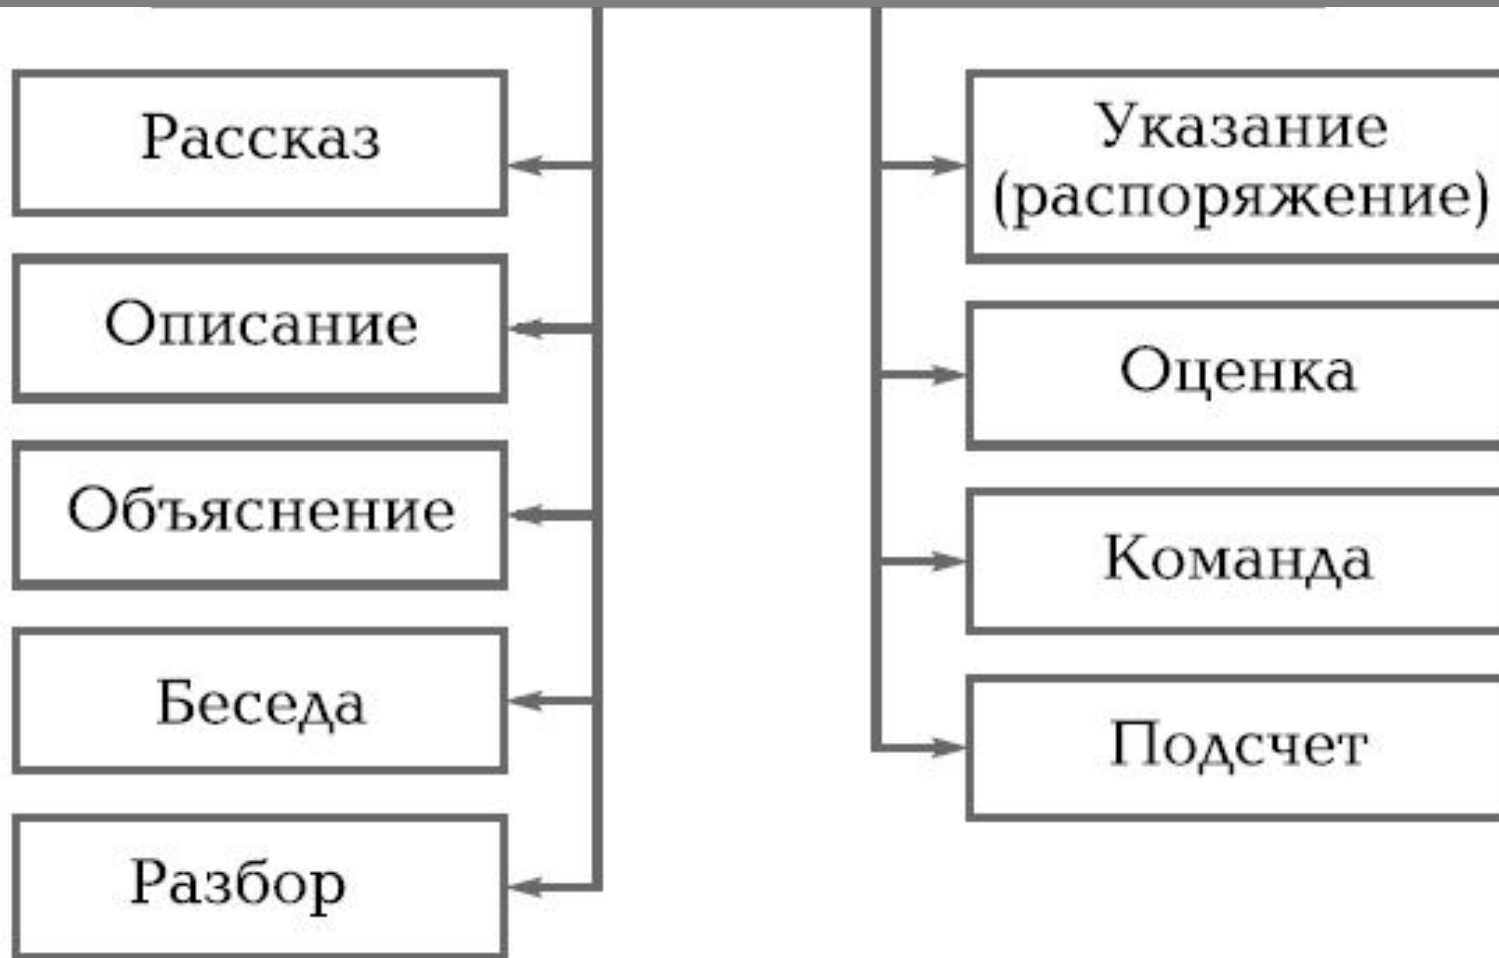 Рассказ
Описание
Объяснение
Беседа
Разбор
Указание
(распоряжение)
Оценка
Команда
Подсчет